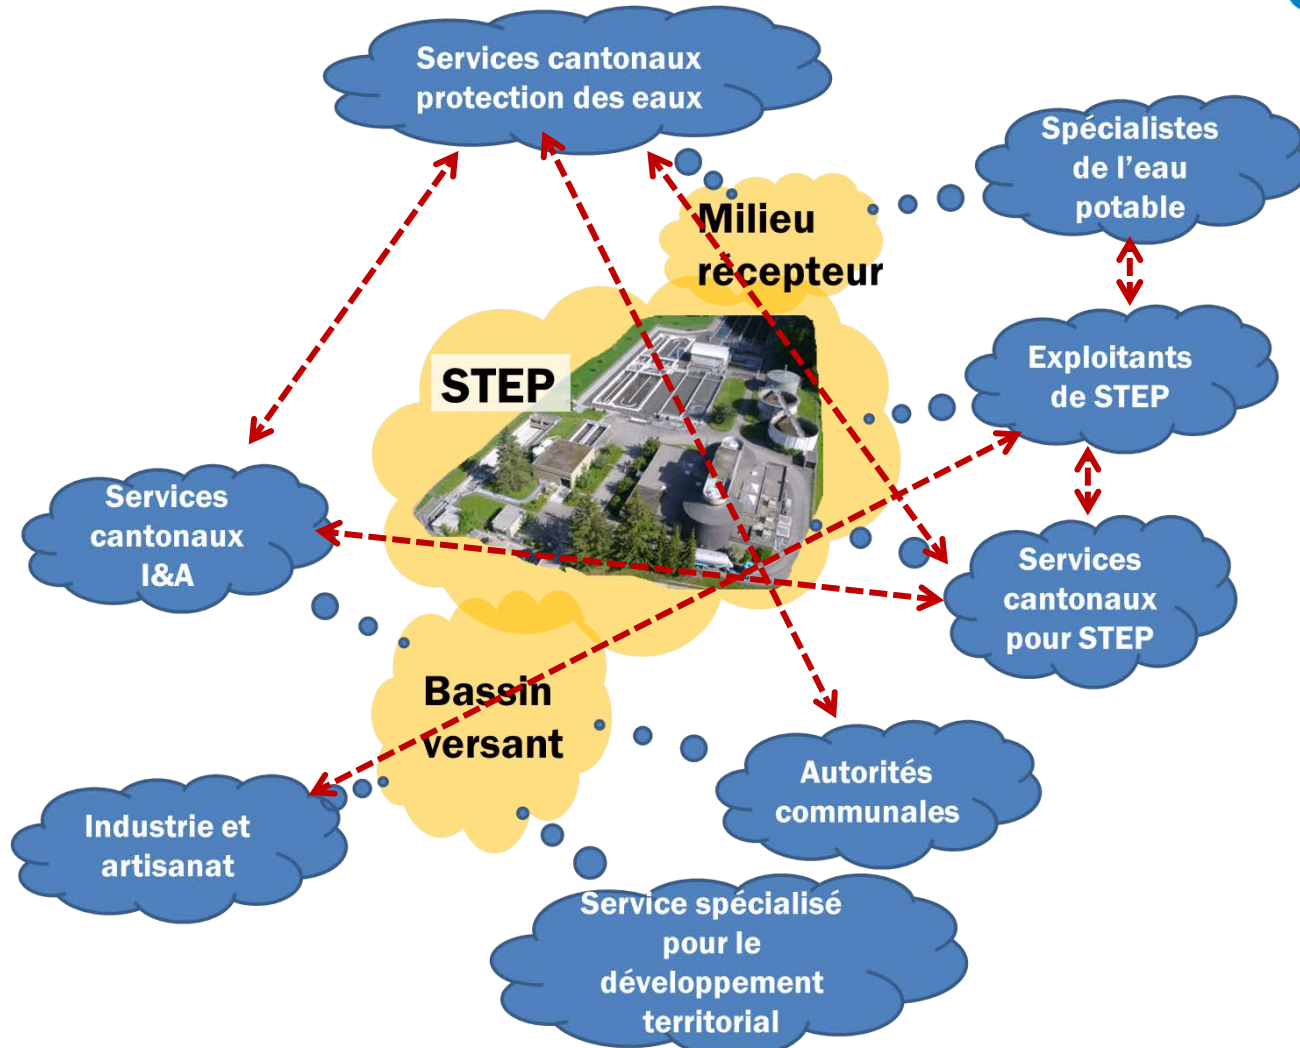 Services cantonaux
protection des eaux
Spécialistes
de l'eau
potable
Milieu
récepteur
STEP
Exploitants
de STEP
Services
cantonaux
I&A
Services
cantonaux
pour STEP
Bassin
versant
Autorités
communales
Industrie et
artisanat
Service spécialisé
pour le
développement
territorial